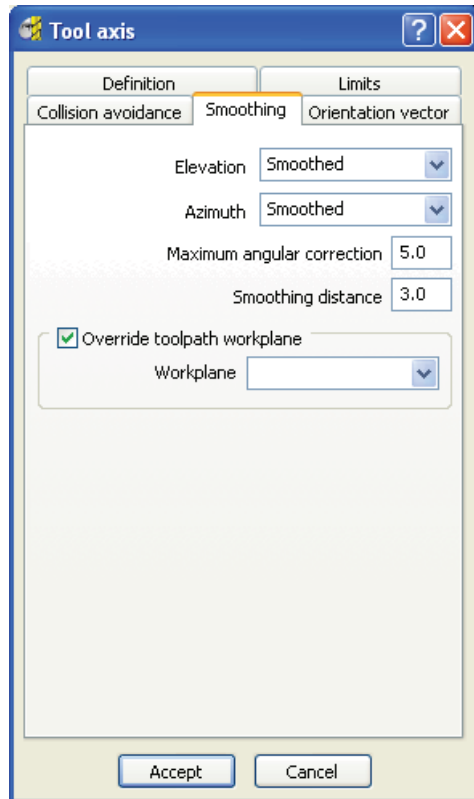 Tool axis
Definition Limits
Collision avoidance Smoothing Orientation vector
Elevation Smoothed
Azimuth Smoothed
Maximum angular correction 5.0
Smoothing distance 3.0
Override toolpath workplane
Workplane
Accept Cancel